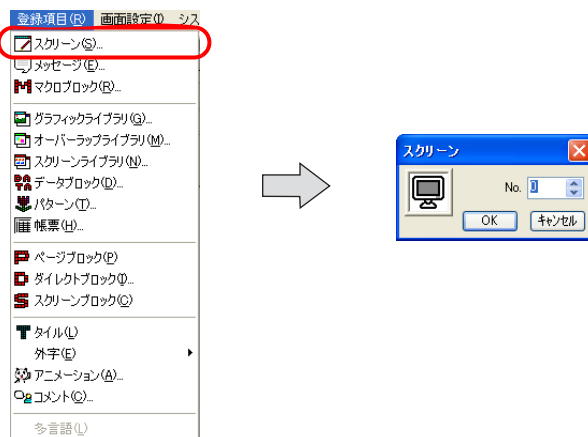 登録項目(R) 画面設定(I) シス
スクリーン(S)...
メッセージ(E)...
マクロブロック(R)...
グラフィックライブラリ(G)...
オーバーラップライブラリ(M)...
スクリーンライブラリ(N)...
データブロック(D)...
パターン(T)...
帳票(H)...
ページブロック(P)
ダイレクトブロック(I)...
スクリーンブロック(C)
タイル(L)
外字(E)
アニメーション(A)...
コメント(C)...
多言語(L)
スクリーン
No. 0
OK キャンセル